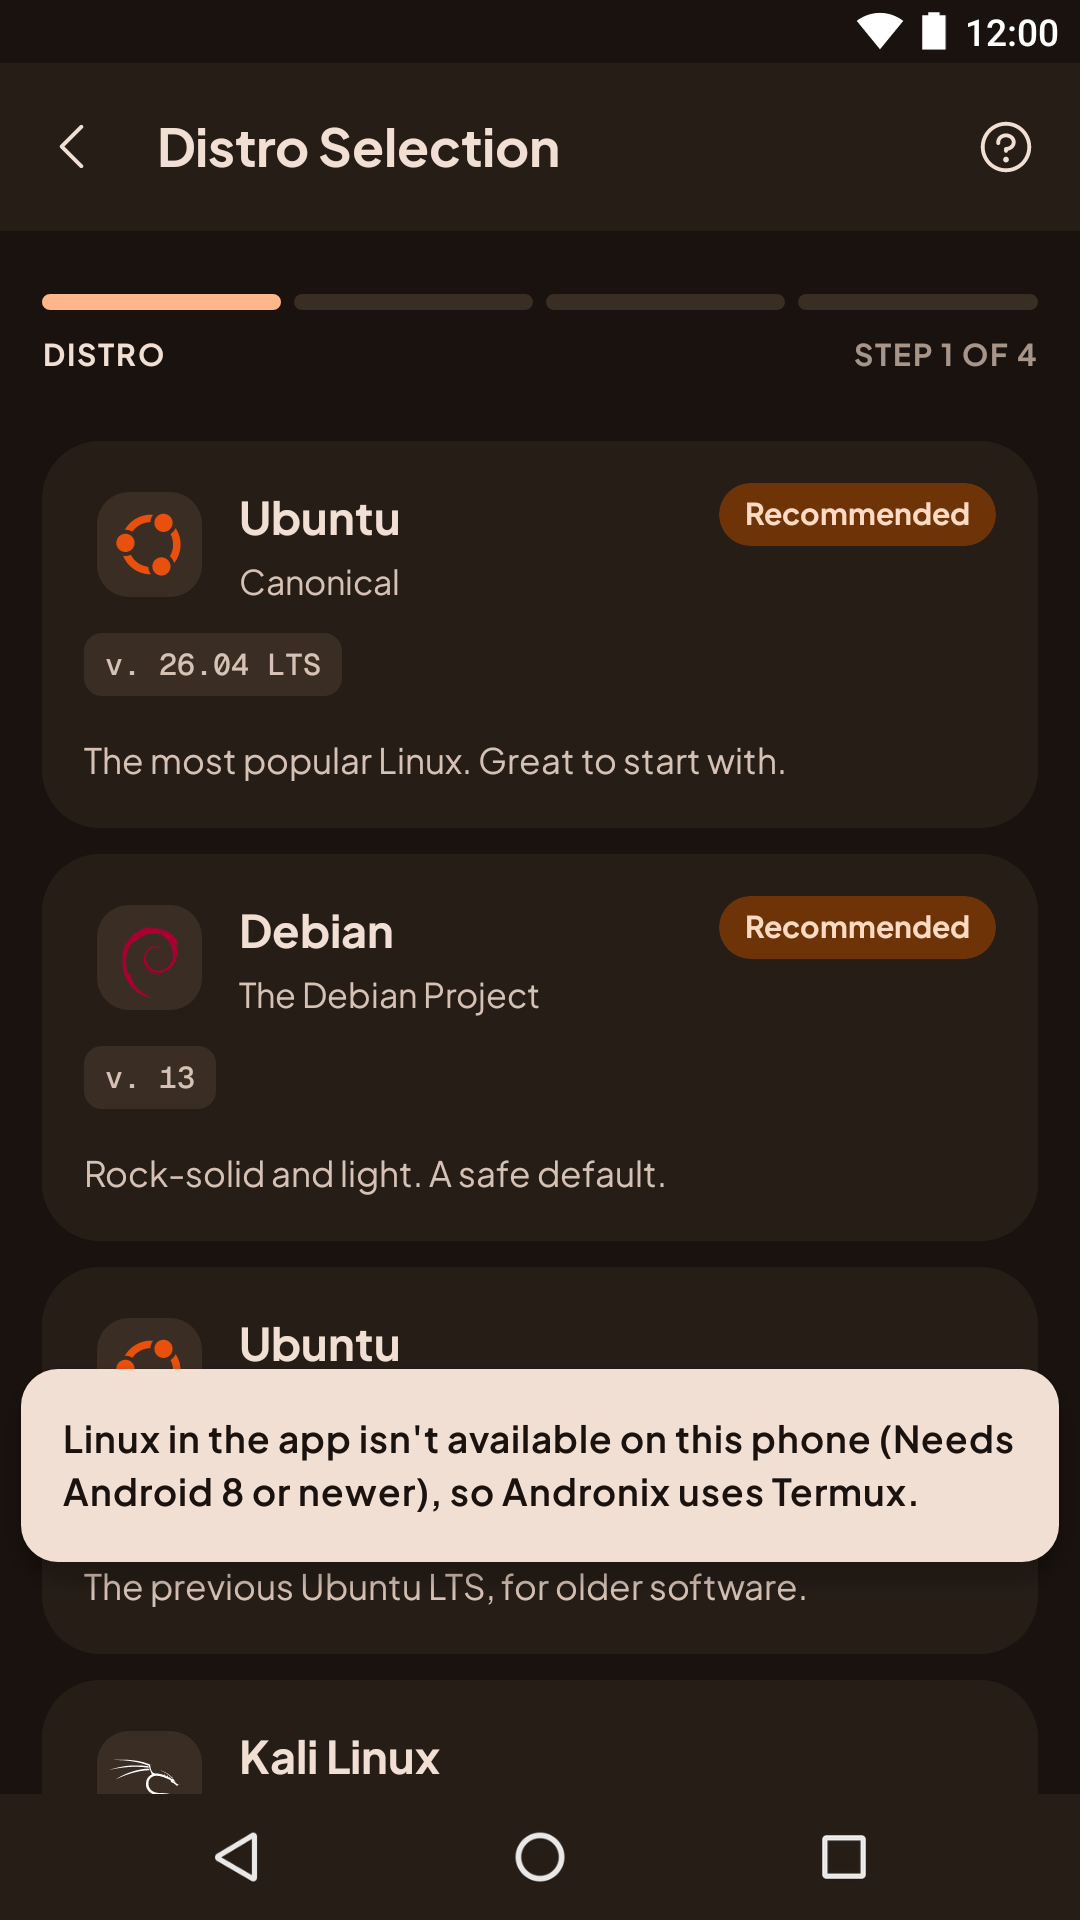 12:00
Distro Selection
DISTRO
STEP 1 OF 4
Ubuntu
Recommended
Canonical
v. 26.04 LTS
The most popular Linux. Great to start with.
Debian
Recommended
The Debian Project
v. 13
Rock-solid and light. A safe default.
Ubuntu
Linux in the app isn't available on this phone (Needs
Android 8 or newer), so Andronix uses Termux.
The previous Ubuntu LTS, for older software.
Kali Linux